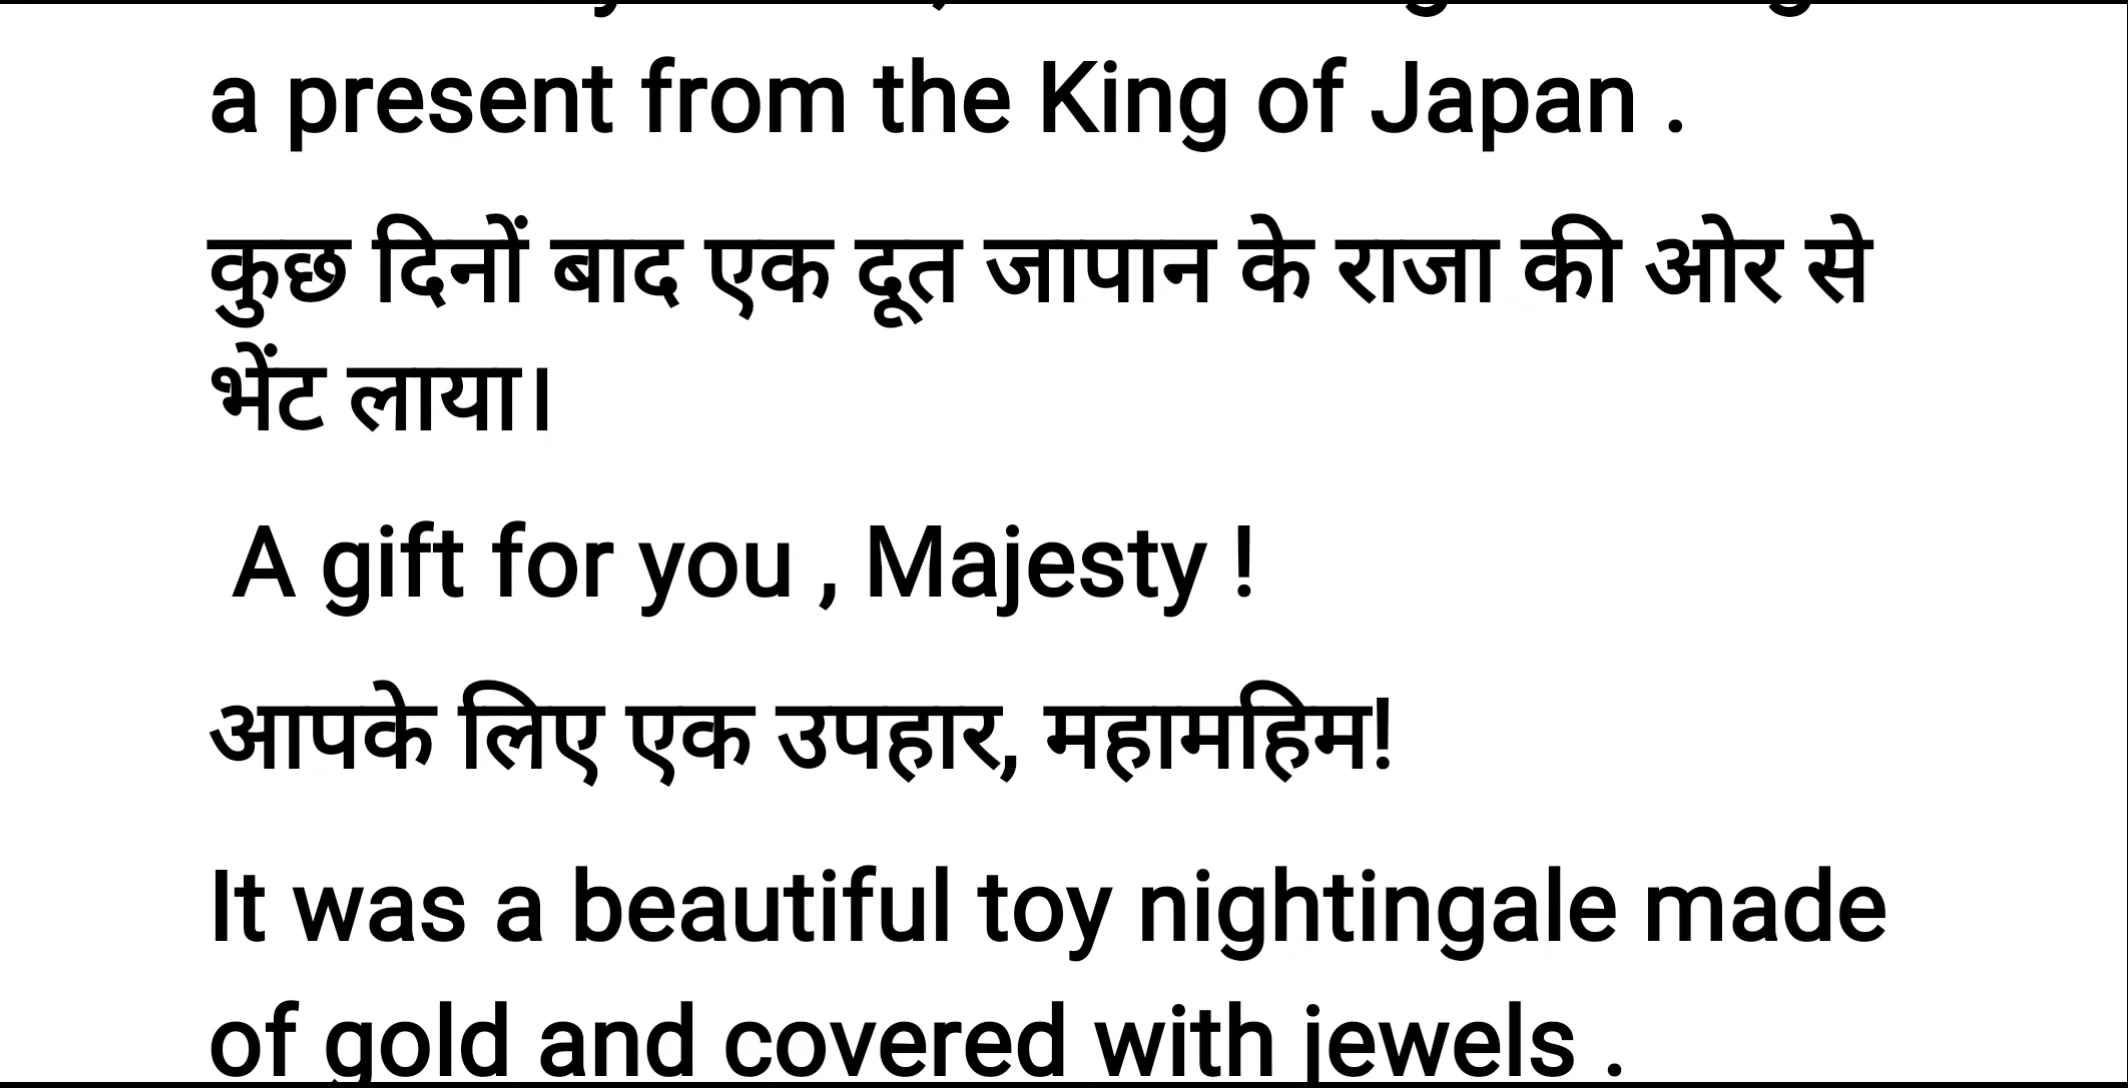 a present from the King of Japan .
कुछ दिनों बाद एक दूत जापान के राजा की ओर से
भेंट लाया।
A gift for you , Majesty !
आपके लिए एक उपहार, महामहिम!
It was a beautiful toy nightingale made
of gold and covered with jewels .